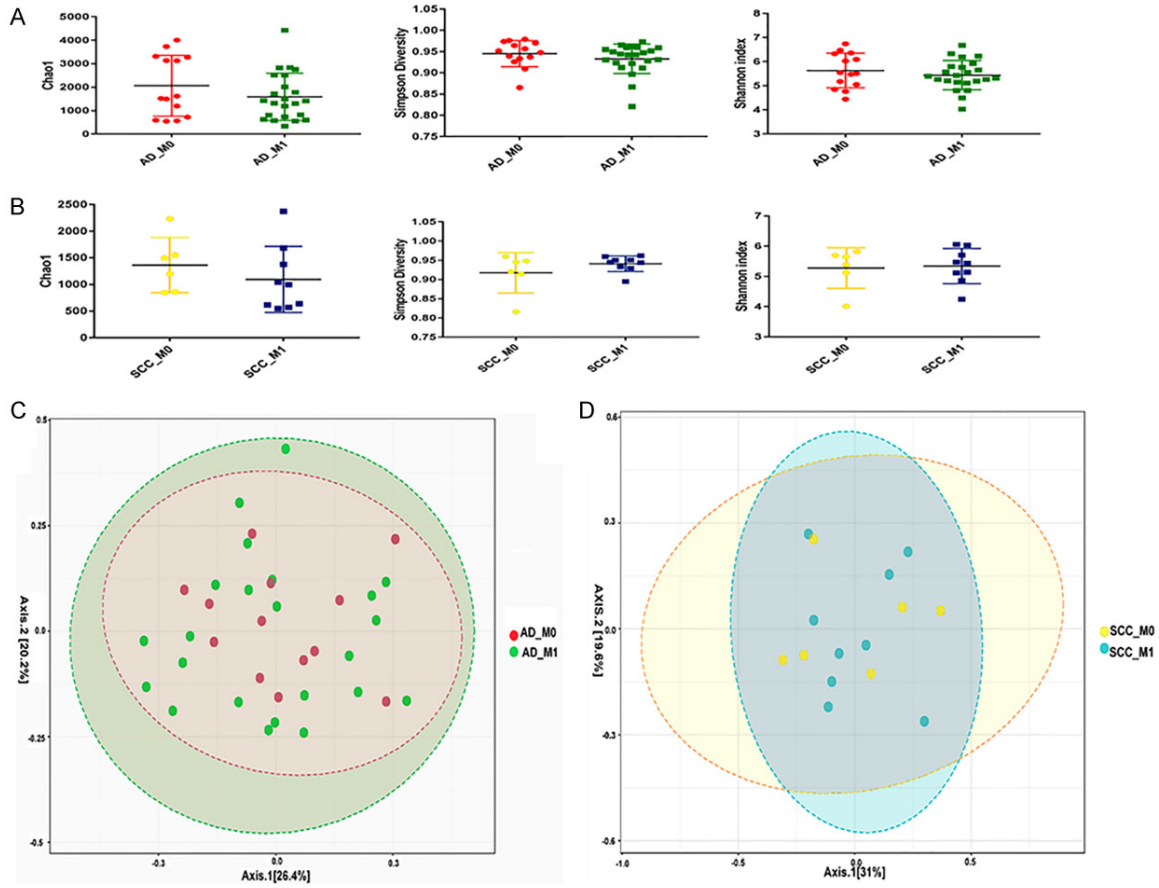 A
Chao1
5000
4000
3000
2000
1000
0
AD_M0
AD_M1
Simpson Diversity
1.05
1.00
0.95
0.90
0.85
0.80
0.75
AD_M0
AD_M1
Shannon index
8
7
6
5
4
3
AD_M0
AD_M1
B
Chao1
2500
2000
1500
1000
500
0
SCC_M0
SCC_M1
Simpson Diversity
1.05
1.00
0.95
0.90
0.85
0.80
0.75
SCC_M0
SCC_M1
Shannon index
7
6
5
4
3
SCC_M0
SCC_M1
C
Axis.2 [20.2%]
0.5
0.25
0.0
-0.25
-0.5
-0.3
0.0
0.3
Axis.1[26.4%]
AD_M0
AD_M1
D
AXIS.2 [19.6%]
0.6
0.3
0.0
-0.3
-0.6
-1.0
-0.5
0.0
0.5
Axis.1[31%]
SCC_M0
SCC_M1